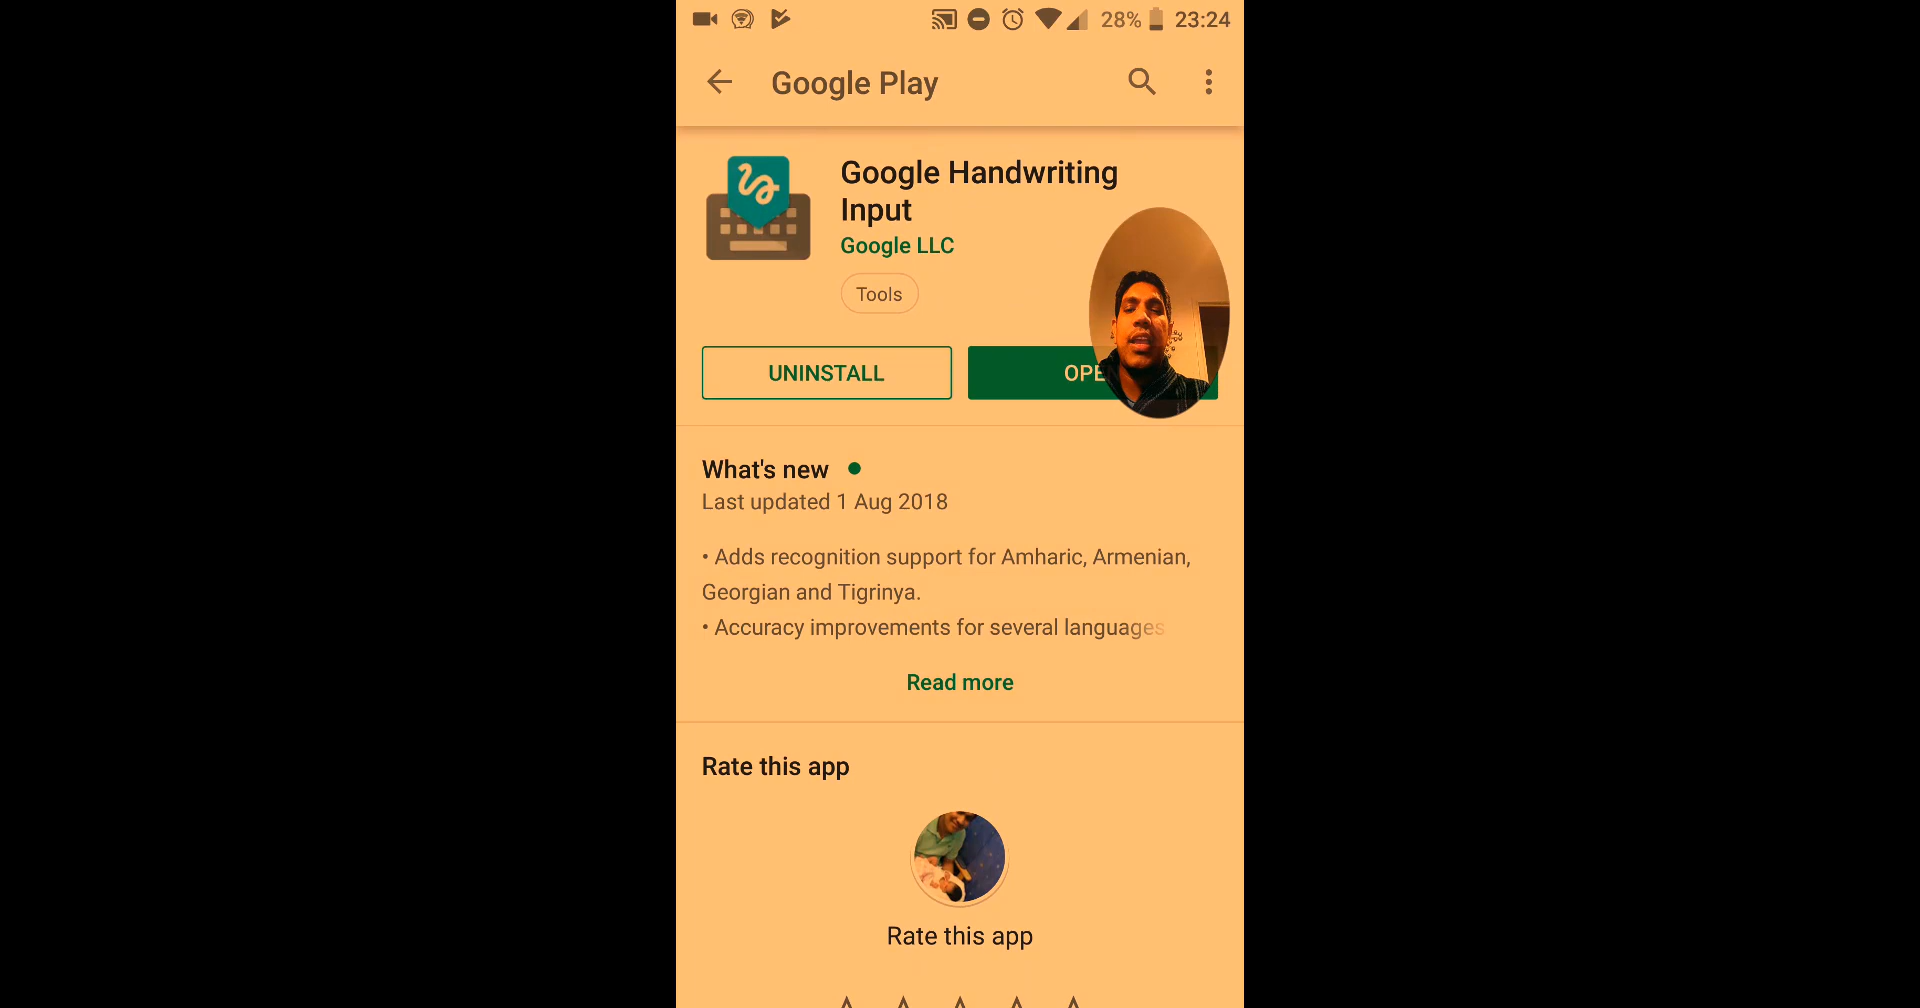 28% 23:24
Google Play
Google Handwriting
Input
Google LLC
Tools
UNINSTALL
OPE
What's new
Last updated 1 Aug 2018
• Adds recognition support for Amharic, Armenian,
Georgian and Tigrinya.
• Accuracy improvements for several languages
Read more
Rate this app
Rate this app